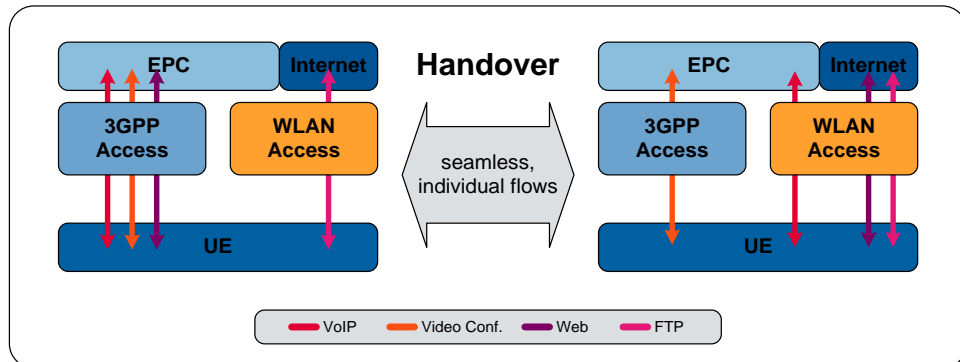 EPC
Internet
3GPP
Access
WLAN
Access
UE
Handover
seamless,
individual flows
EPC
Internet
3GPP
Access
WLAN
Access
UE
VoIP
Video Conf.
Web
FTP